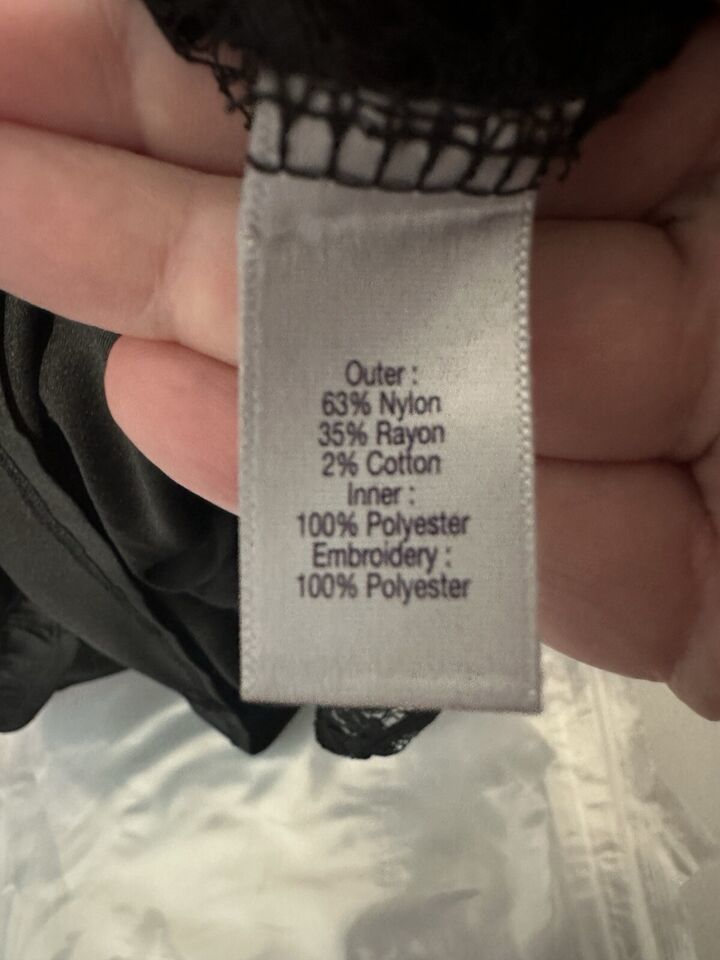 Outer :
63% Nylon
35% Rayon
2% Cotton
Inner :
100% Polyester
Embroidery :
100% Polyester